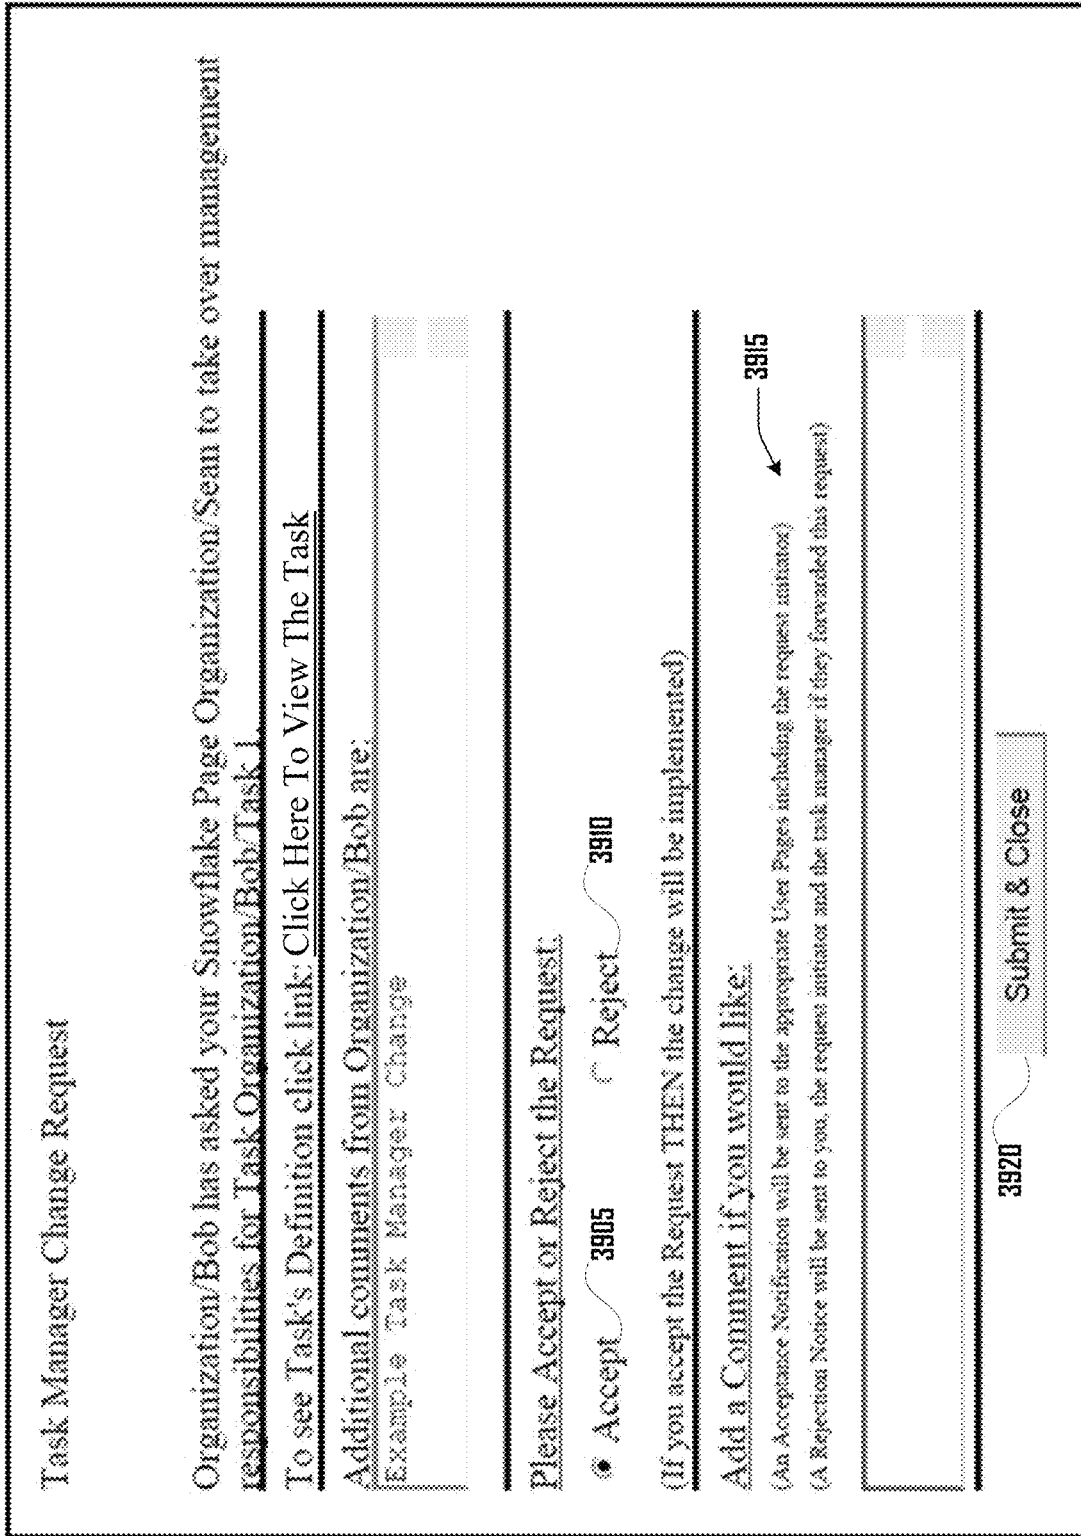 Task Manager Change Request
Organization/Bob has asked your Snowflake Page Organization/Sean to take over management
responsibilities for Task Organization/Bob/Task 1.
To see Task's Definition click link: Click Here To View The Task
Additional comments from Organization/Bob are:
Example Task Manager Change
Please Accept or Reject the Request:
Accept 3905 Reject 3910
(If you accept the Request THEN the change will be implemented)
Add a Comment if you would like:
3915
(An Acceptance Notification will be sent to the appropriate User Pages including the request initiator)
(A Rejection Notice will be sent to you, the request initiator and the task manager if they forwarded this request)
3920 Submit & Close